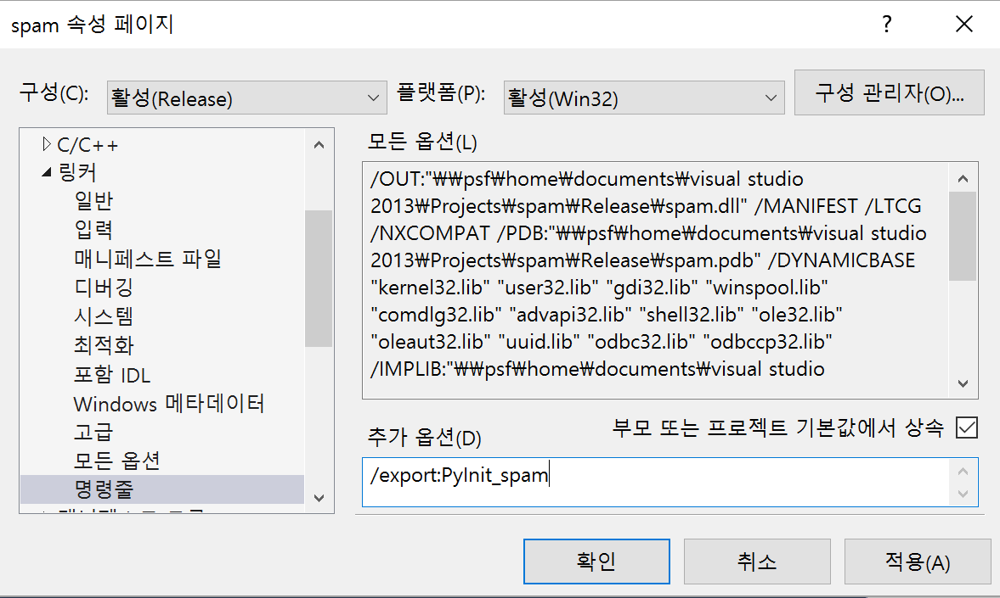 spam 속성 페이지
?
구성(C):
활성(Release)
플랫폼(P):
활성(Win32)
구성 관리자(O)...
C/C++
링커
일반
입력
매니페스트 파일
디버깅
시스템
최적화
포함 IDL
Windows 메타데이터
고급
모든 옵션
명령줄
모든 옵션(L)
/OUT:"₩₩psf₩home₩documents₩visual studio
2013₩Projects₩spam₩Release₩spam.dll" /MANIFEST /LTCG
/NXCOMPAT /PDB:"₩₩psf₩home₩documents₩visual studio
2013₩Projects₩spam₩Release₩spam.pdb" /DYNAMICBASE
"kernel32.lib" "user32.lib" "gdi32.lib" "winspool.lib"
"comdlg32.lib" "advapi32.lib" "shell32.lib" "ole32.lib"
"oleaut32.lib" "uuid.lib" "odbc32.lib" "odbccp32.lib"
/IMPLIB:"₩₩psf₩home₩documents₩visual studio
추가 옵션(D)
부모 또는 프로젝트 기본값에서 상속
/export:PyInit_spam
확인
취소
적용(A)